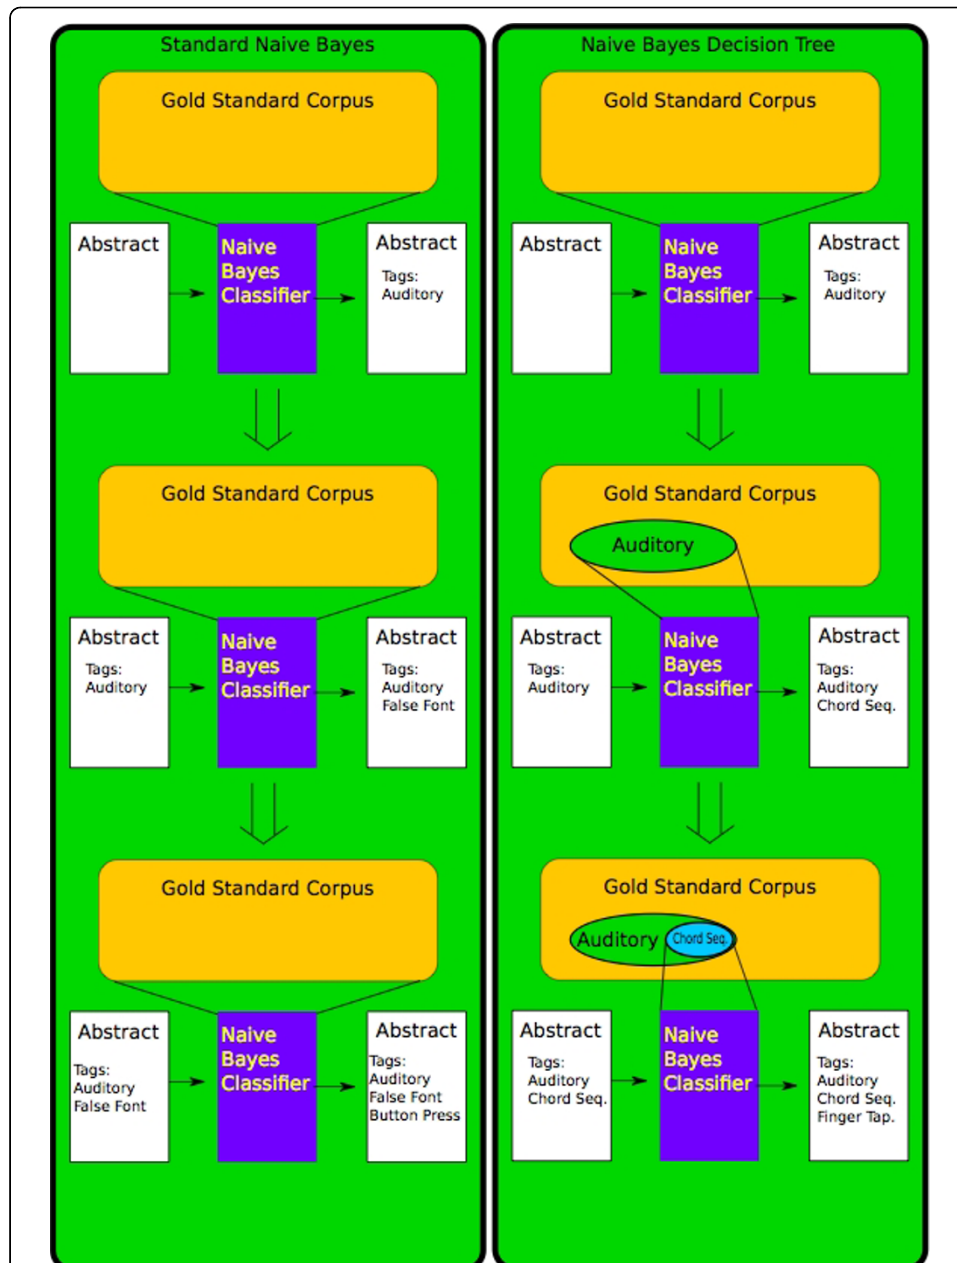 Standard Naive Bayes
Gold Standard Corpus
Abstract
Naive
Bayes
Classifier
Abstract
Tags:
Auditory
Gold Standard Corpus
Abstract
Tags:
Auditory
Naive
Bayes
Classifier
Abstract
Tags:
Auditory
False Font
Gold Standard Corpus
Abstract
Tags:
Auditory
False Font
Naive
Bayes
Classifier
Abstract
Tags:
Auditory
False Font
Button Press
Naive Bayes Decision Tree
Gold Standard Corpus
Abstract
Naive
Bayes
Classifier
Abstract
Tags:
Auditory
Gold Standard Corpus
Auditory
Abstract
Tags:
Auditory
Naive
Bayes
Classifier
Abstract
Tags:
Auditory
Chord Seq.
Gold Standard Corpus
Auditory
Chord Seq.
Abstract
Tags:
Auditory
Chord Seq.
Naive
Bayes
Classifier
Abstract
Tags:
Auditory
Chord Seq.
Finger Tap.